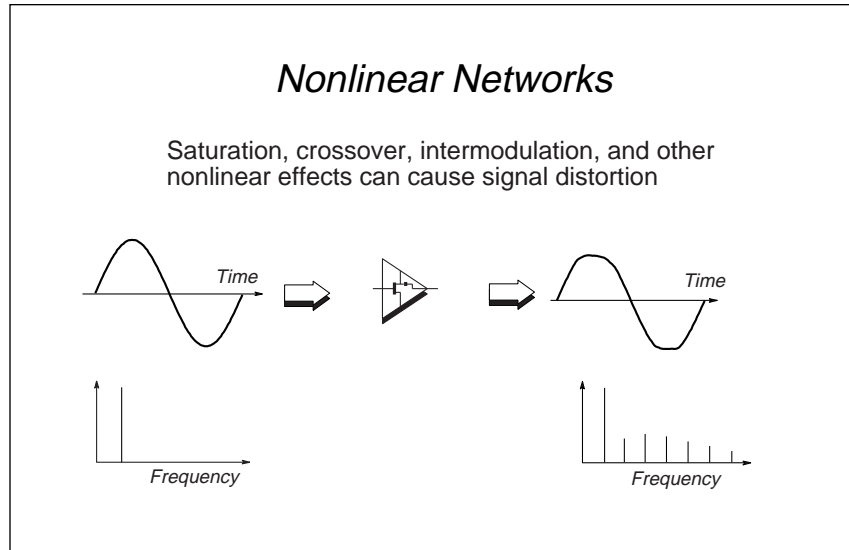 Nonlinear Networks
Saturation, crossover, intermodulation, and other
nonlinear effects can cause signal distortion
Time
Time
Frequency
Frequency